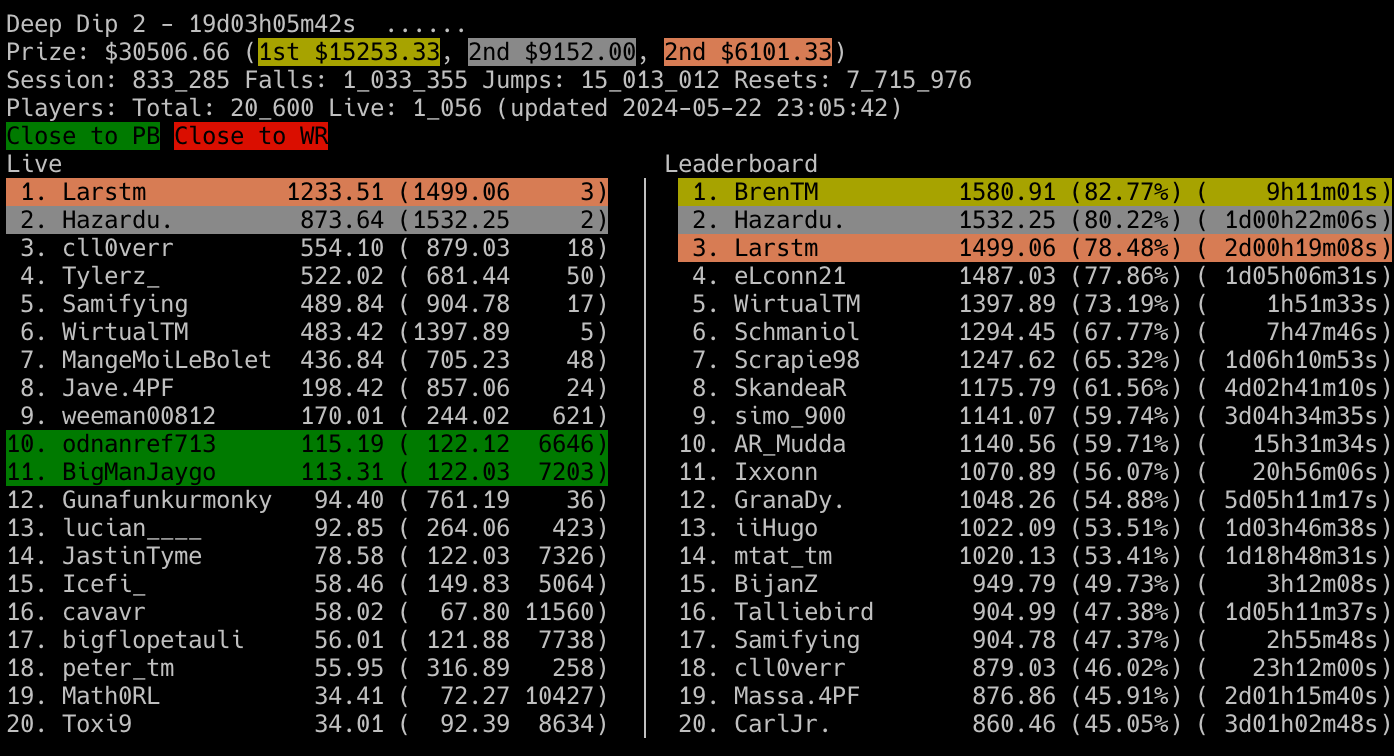 Deep Dip 2 - 19d03h05m42s ......
Prize: $30506.66 (1st $15253.33, 2nd $9152.00, 2nd $6101.33)
Session: 833_285 Falls: 1_033_355 Jumps: 15_013_012 Resets: 7_715_976
Players: Total: 20_600 Live: 1_056 (updated 2024-05-22 23:05:42)
Close to PB Close to WR
Live
1. Larstm 1233.51 (1499.06 3)
2. Hazardu. 873.64 (1532.25 2)
3. cll0verr 554.10 ( 879.03 18)
4. Tylerz_ 522.02 ( 681.44 50)
5. Samifying 489.84 ( 904.78 17)
6. WirtualTM 483.42 (1397.89 5)
7. MangeMoiLeBolet 436.84 ( 705.23 48)
8. Jave.4PF 198.42 ( 857.06 24)
9. weeman00812 170.01 ( 244.02 621)
10. odnanref713 115.19 ( 122.12 6646)
11. BigManJaygo 113.31 ( 122.03 7203)
12. Gunafunkurmonky 94.40 ( 761.19 36)
13. lucian____ 92.85 ( 264.06 423)
14. JastinTyme 78.58 ( 122.03 7326)
15. Icefi_ 58.46 ( 149.83 5064)
16. cavavr 58.02 ( 67.80 11560)
17. bigflopetauli 56.01 ( 121.88 7738)
18. peter_tm 55.95 ( 316.89 258)
19. Math0RL 34.41 ( 72.27 10427)
20. Toxi9 34.01 ( 92.39 8634)
Leaderboard
1. BrenTM 1580.91 (82.77%) ( 9h11m01s)
2. Hazardu. 1532.25 (80.22%) ( 1d00h22m06s)
3. Larstm 1499.06 (78.48%) ( 2d00h19m08s)
4. eLconn21 1487.03 (77.86%) ( 1d05h06m31s)
5. WirtualTM 1397.89 (73.19%) ( 1h51m33s)
6. Schmaniol 1294.45 (67.77%) ( 7h47m46s)
7. Scrapie98 1247.62 (65.32%) ( 1d06h10m53s)
8. SkandeaR 1175.79 (61.56%) ( 4d02h41m10s)
9. simo_900 1141.07 (59.74%) ( 3d04h34m35s)
10. AR_Mudda 1140.56 (59.71%) ( 15h31m34s)
11. Ixxonn 1070.89 (56.07%) ( 20h56m06s)
12. GranaDy. 1048.26 (54.88%) ( 5d05h11m17s)
13. iiHugo 1022.09 (53.51%) ( 1d03h46m38s)
14. mtat_tm 1020.13 (53.41%) ( 1d18h48m31s)
15. BijanZ 949.79 (49.73%) ( 3h12m08s)
16. Talliebird 904.99 (47.38%) ( 1d05h11m37s)
17. Samifying 904.78 (47.37%) ( 2h55m48s)
18. cll0verr 879.03 (46.02%) ( 23h12m00s)
19. Massa.4PF 876.86 (45.91%) ( 2d01h15m40s)
20. CarlJr. 860.46 (45.05%) ( 3d01h02m48s)